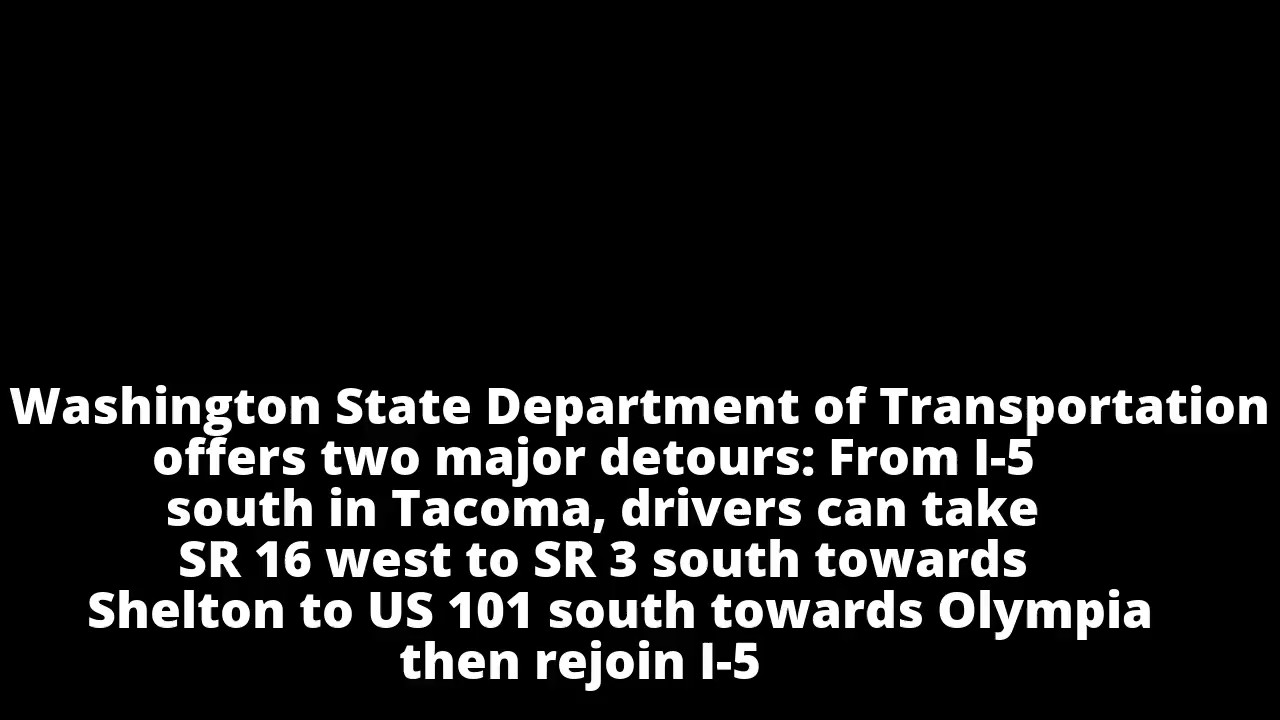 Washington State Department of Transportation
offers two major detours: From I-5
south in Tacoma, drivers can take
SR 16 west to SR 3 south towards
Shelton to US 101 south towards Olympia
then rejoin I-5